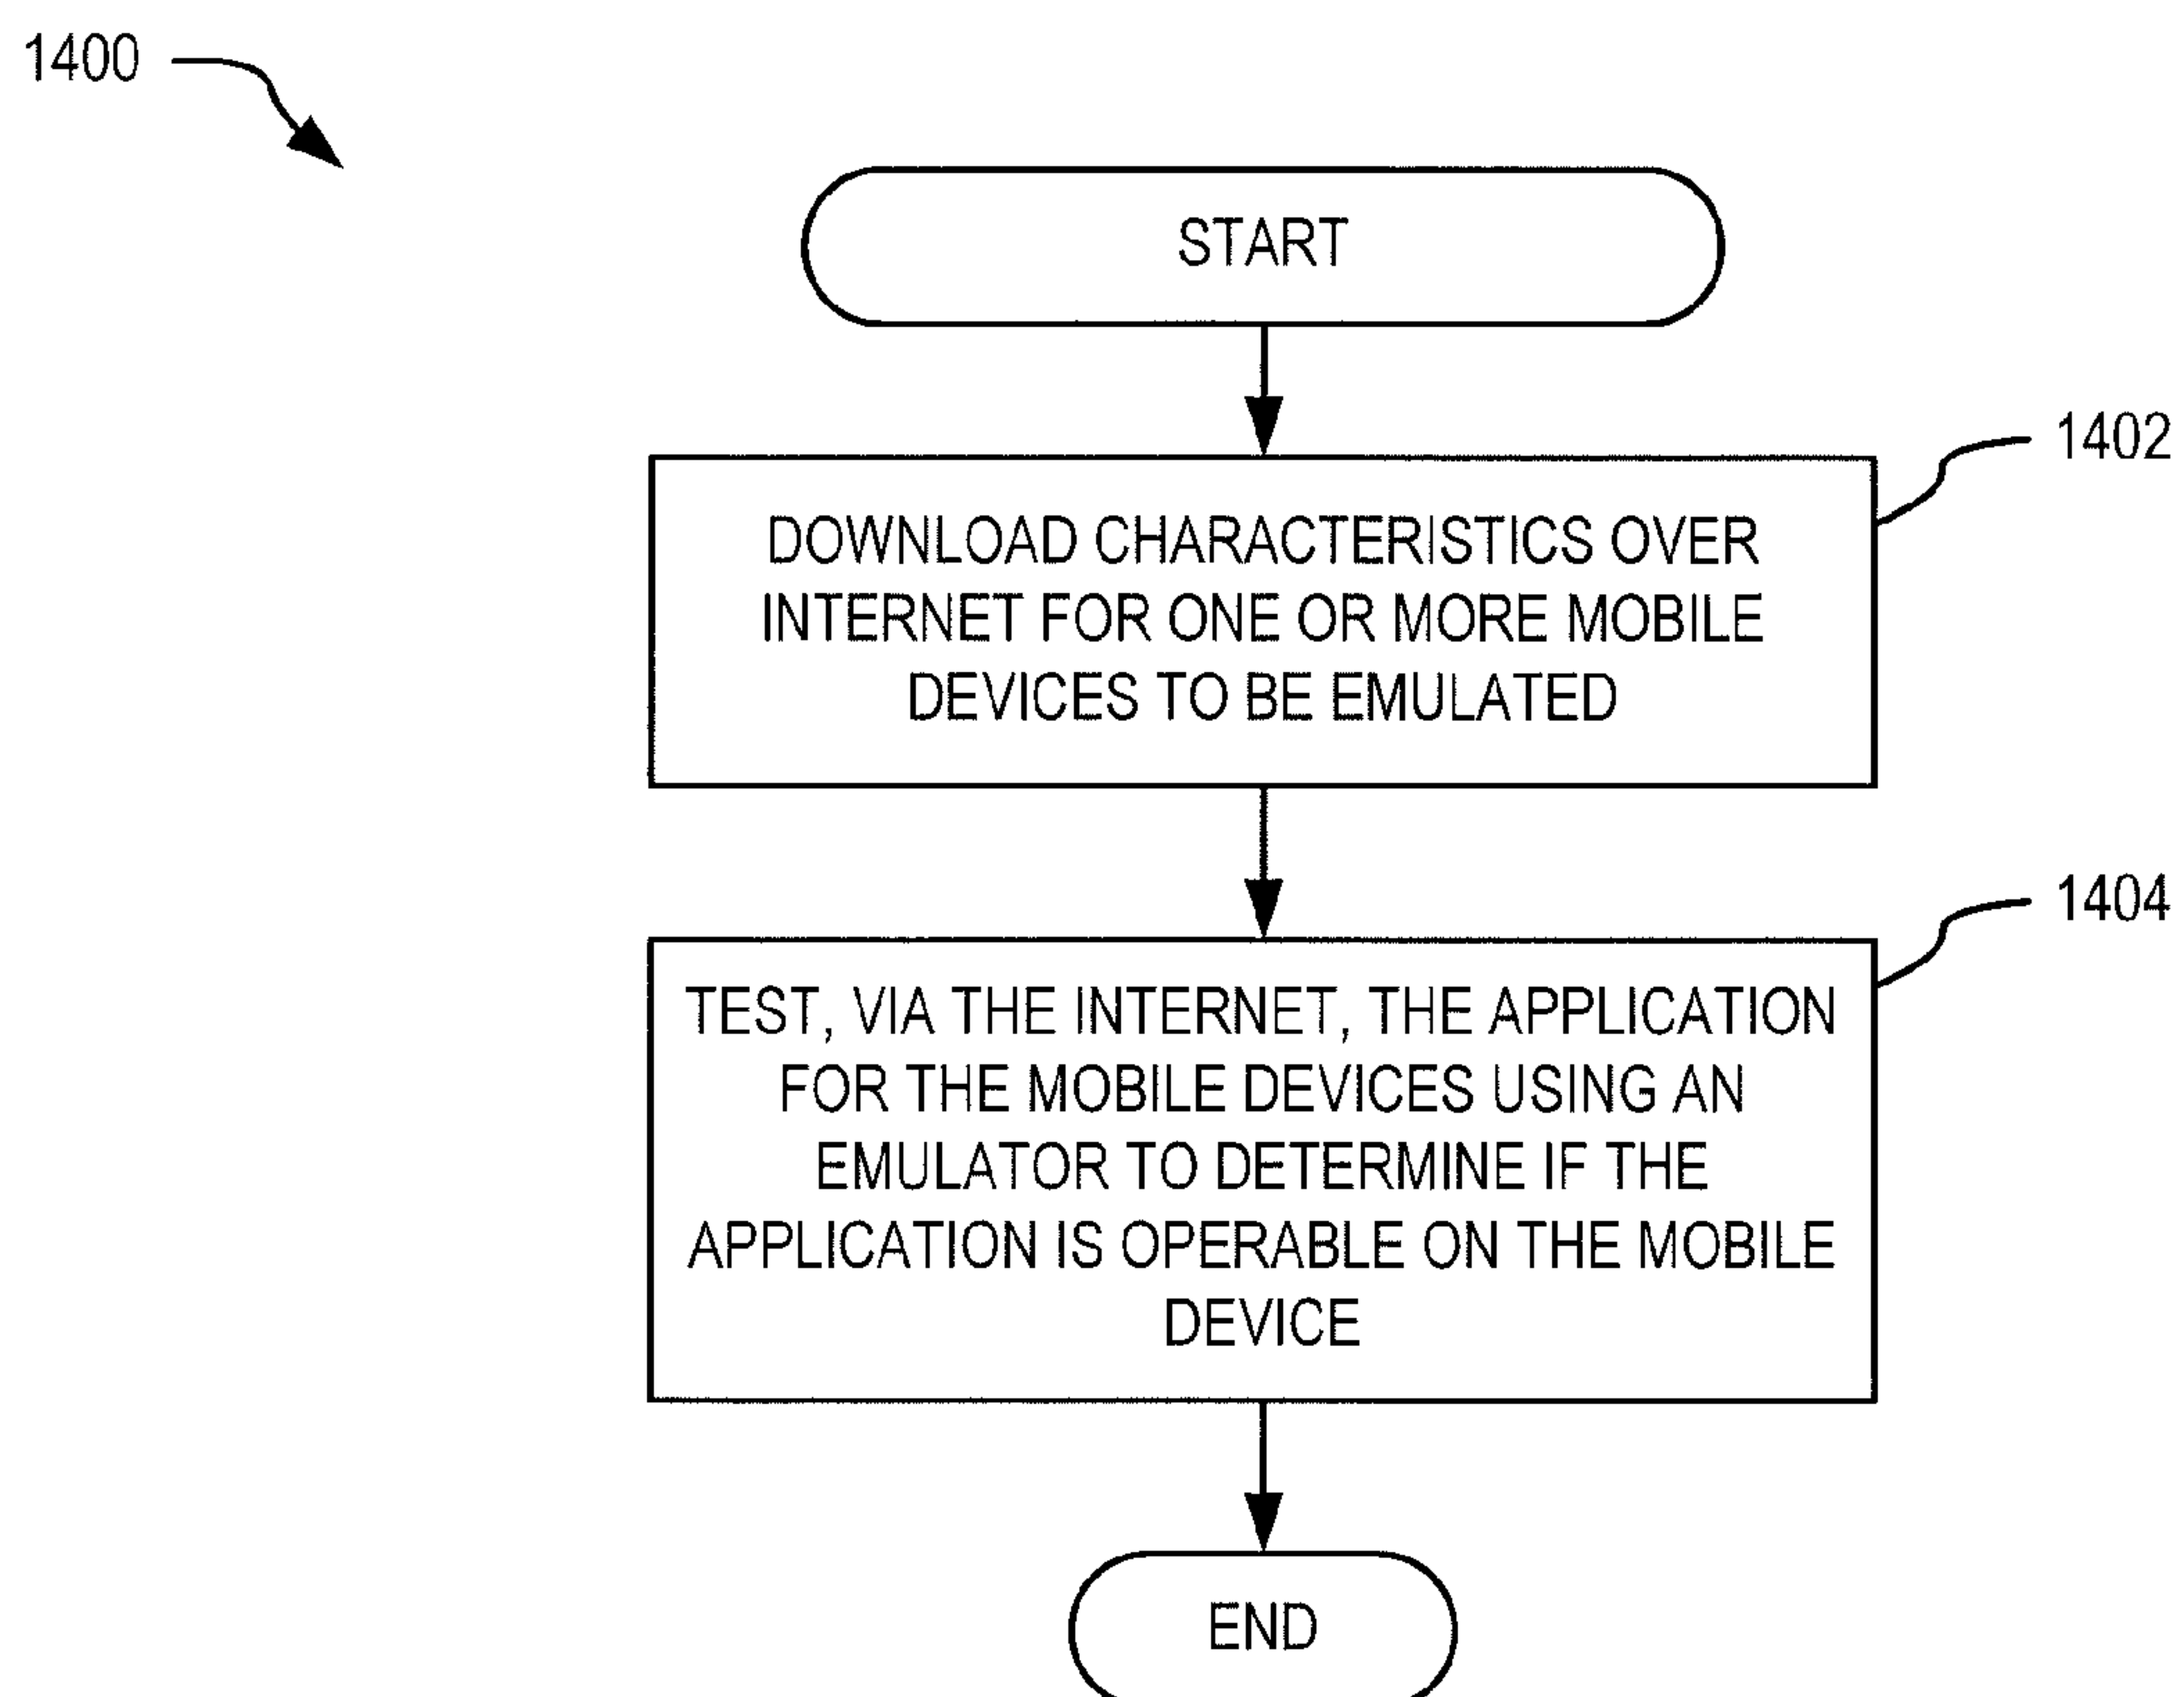 1400
START
1402
DOWNLOAD CHARACTERISTICS OVER
INTERNET FOR ONE OR MORE MOBILE
DEVICES TO BE EMULATED
1404
TEST, VIA THE INTERNET, THE APPLICATION
FOR THE MOBILE DEVICES USING AN
EMULATOR TO DETERMINE IF THE
APPLICATION IS OPERABLE ON THE MOBILE
DEVICE
END